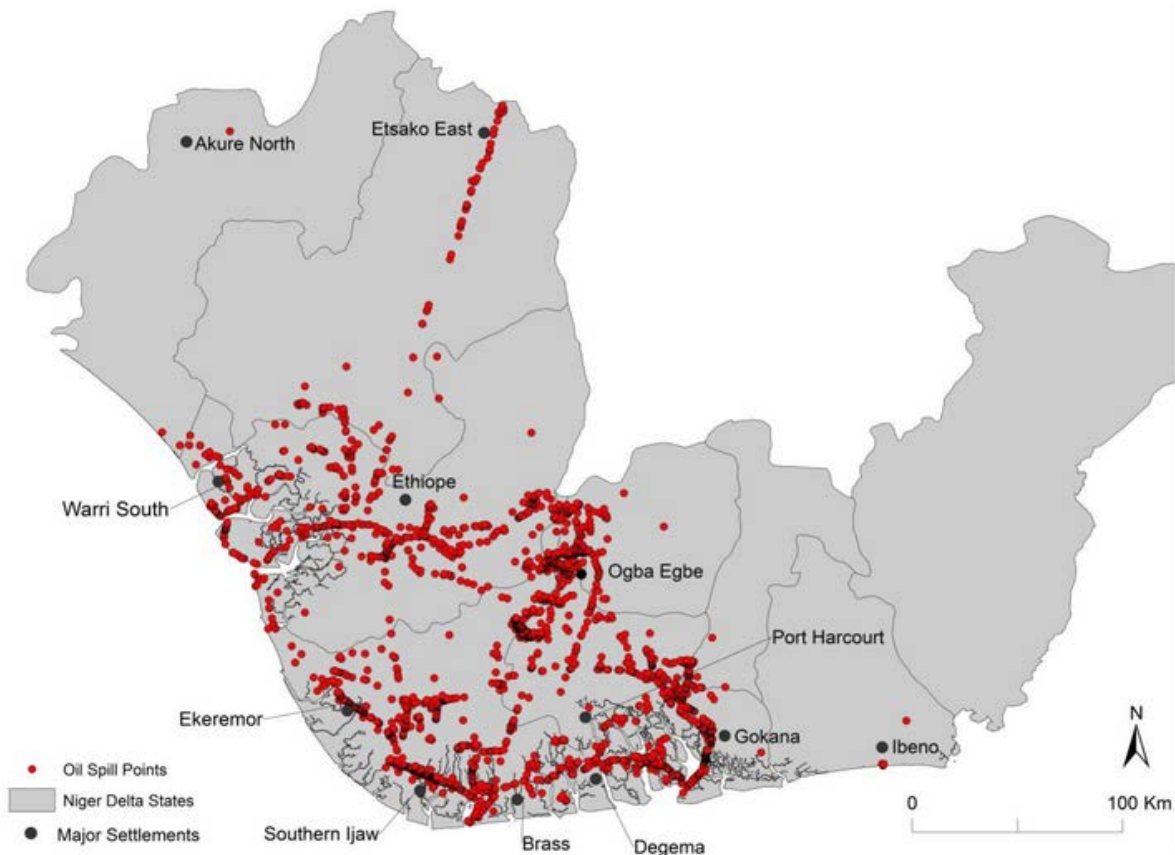 Akure North
Etsako East
Warri South
Ethiope
Ogba Egbe
Port Harcourt
Ekeremor
Gokana
Ibeno
N
Oil Spill Points
Niger Delta States
Major Settlements
Southern Ijaw
Brass
Degema
0 100 Km